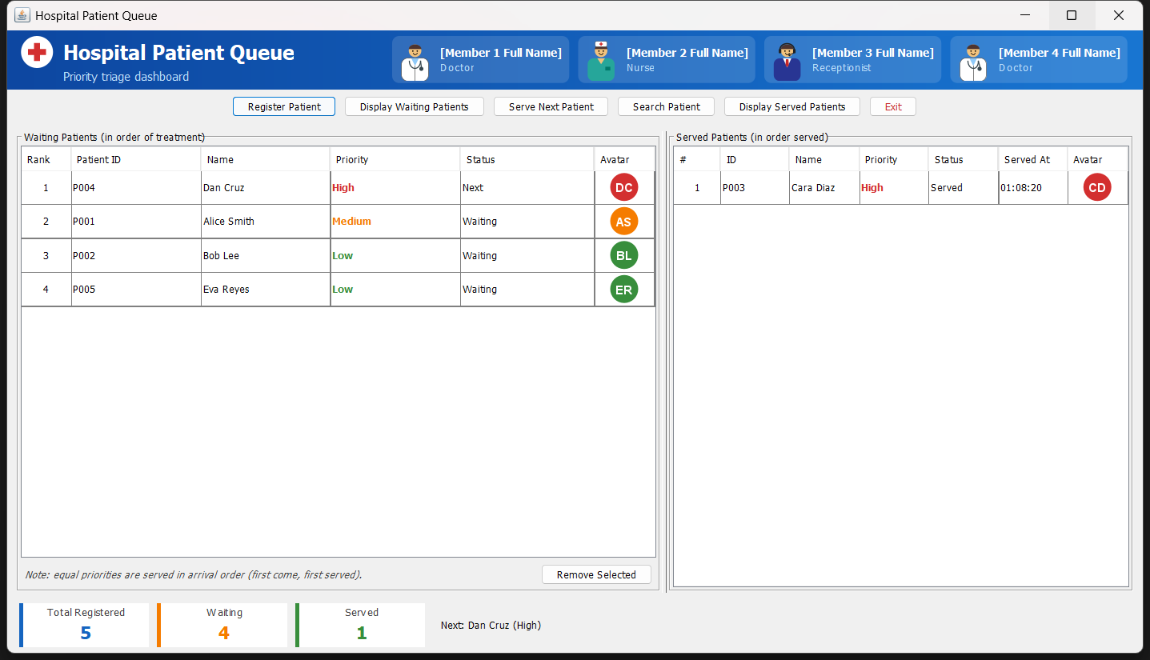 Hospital Patient Queue
Hospital Patient Queue
Priority triage dashboard
[Member 1 Full Name]
Doctor
[Member 2 Full Name]
Nurse
[Member 3 Full Name]
Receptionist
[Member 4 Full Name]
Doctor
Register Patient Display Waiting Patients Serve Next Patient Search Patient Display Served Patients Exit
Waiting Patients (in order of treatment)
Rank Patient ID Name Priority Status Avatar
1 P004 Dan Cruz High Next DC
2 P001 Alice Smith Medium Waiting AS
3 P002 Bob Lee Low Waiting BL
4 P005 Eva Reyes Low Waiting ER
Note: equal priorities are served in arrival order (first come, first served).
Remove Selected
Served Patients (in order served)
# ID Name Priority Status Served At Avatar
1 P003 Cara Diaz High Served 01:08:20 CD
Total Registered
5
Waiting
4
Served
1
Next: Dan Cruz (High)